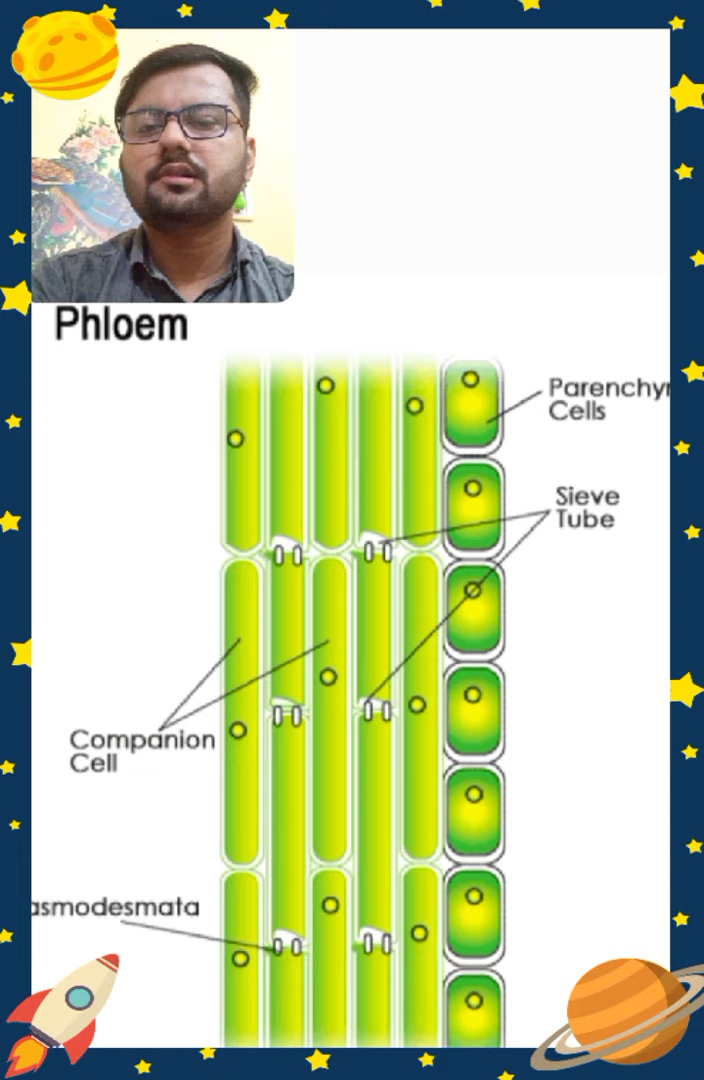 Phloem
Parenchy
Cells
Sieve
Tube
Companion
Cell
asmodesmata